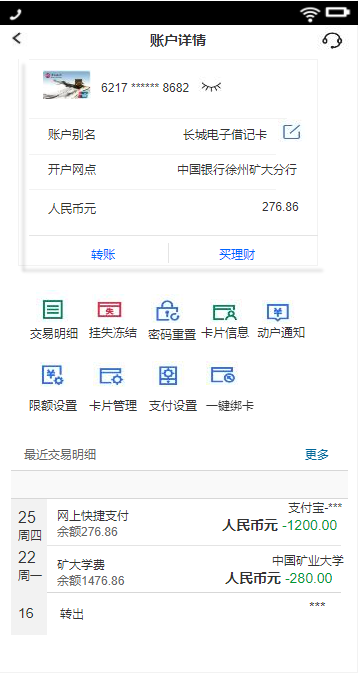 账户详情
6217 ****** 8682
账户别名 长城电子借记卡
开户网点 中国银行徐州矿大分行
人民币元 276.86
转账 买理财
失
交易明细 挂失冻结 密码重置 卡片信息 动户通知
限额设置 卡片管理 支付设置 一键绑卡
最近交易明细 更多
支付宝-***
25 网上快捷支付
人民币元 -1200.00
周四 余额276.86
22 矿大学费 中国矿业大学
周一 余额1476.86 人民币元 -280.00
***
16 转出